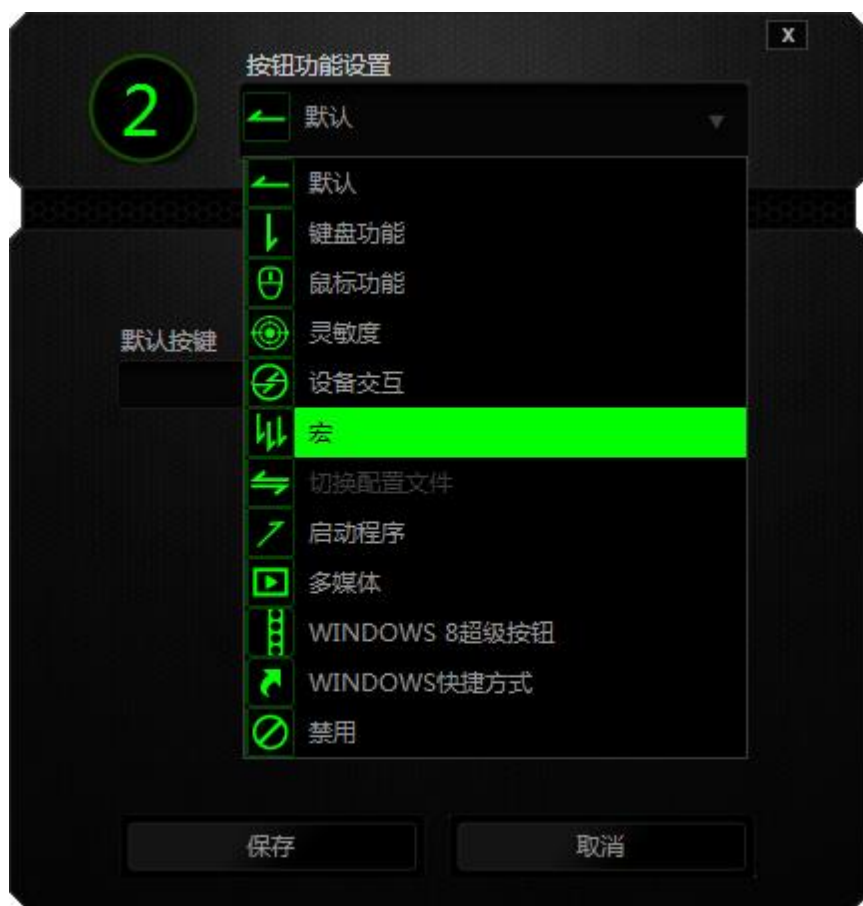 X
按钮功能设置
2
默认
默认
键盘功能
鼠标功能
灵敏度
默认按键
设备交互
宏
切换配置文件
启动程序
多媒体
WINDOWS 8超级按钮
WINDOWS快捷方式
禁用
保存
取消